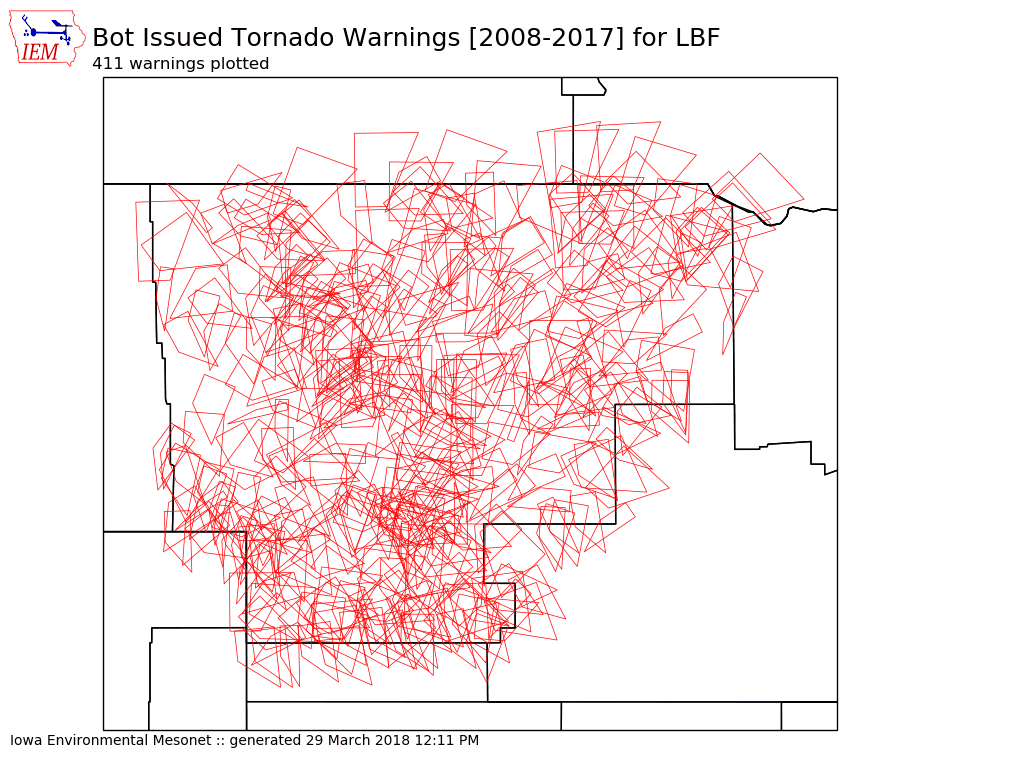 IEM
Bot Issued Tornado Warnings [2008-2017] for LBF
411 warnings plotted
Iowa Environmental Mesonet :: generated 29 March 2018 12:11 PM